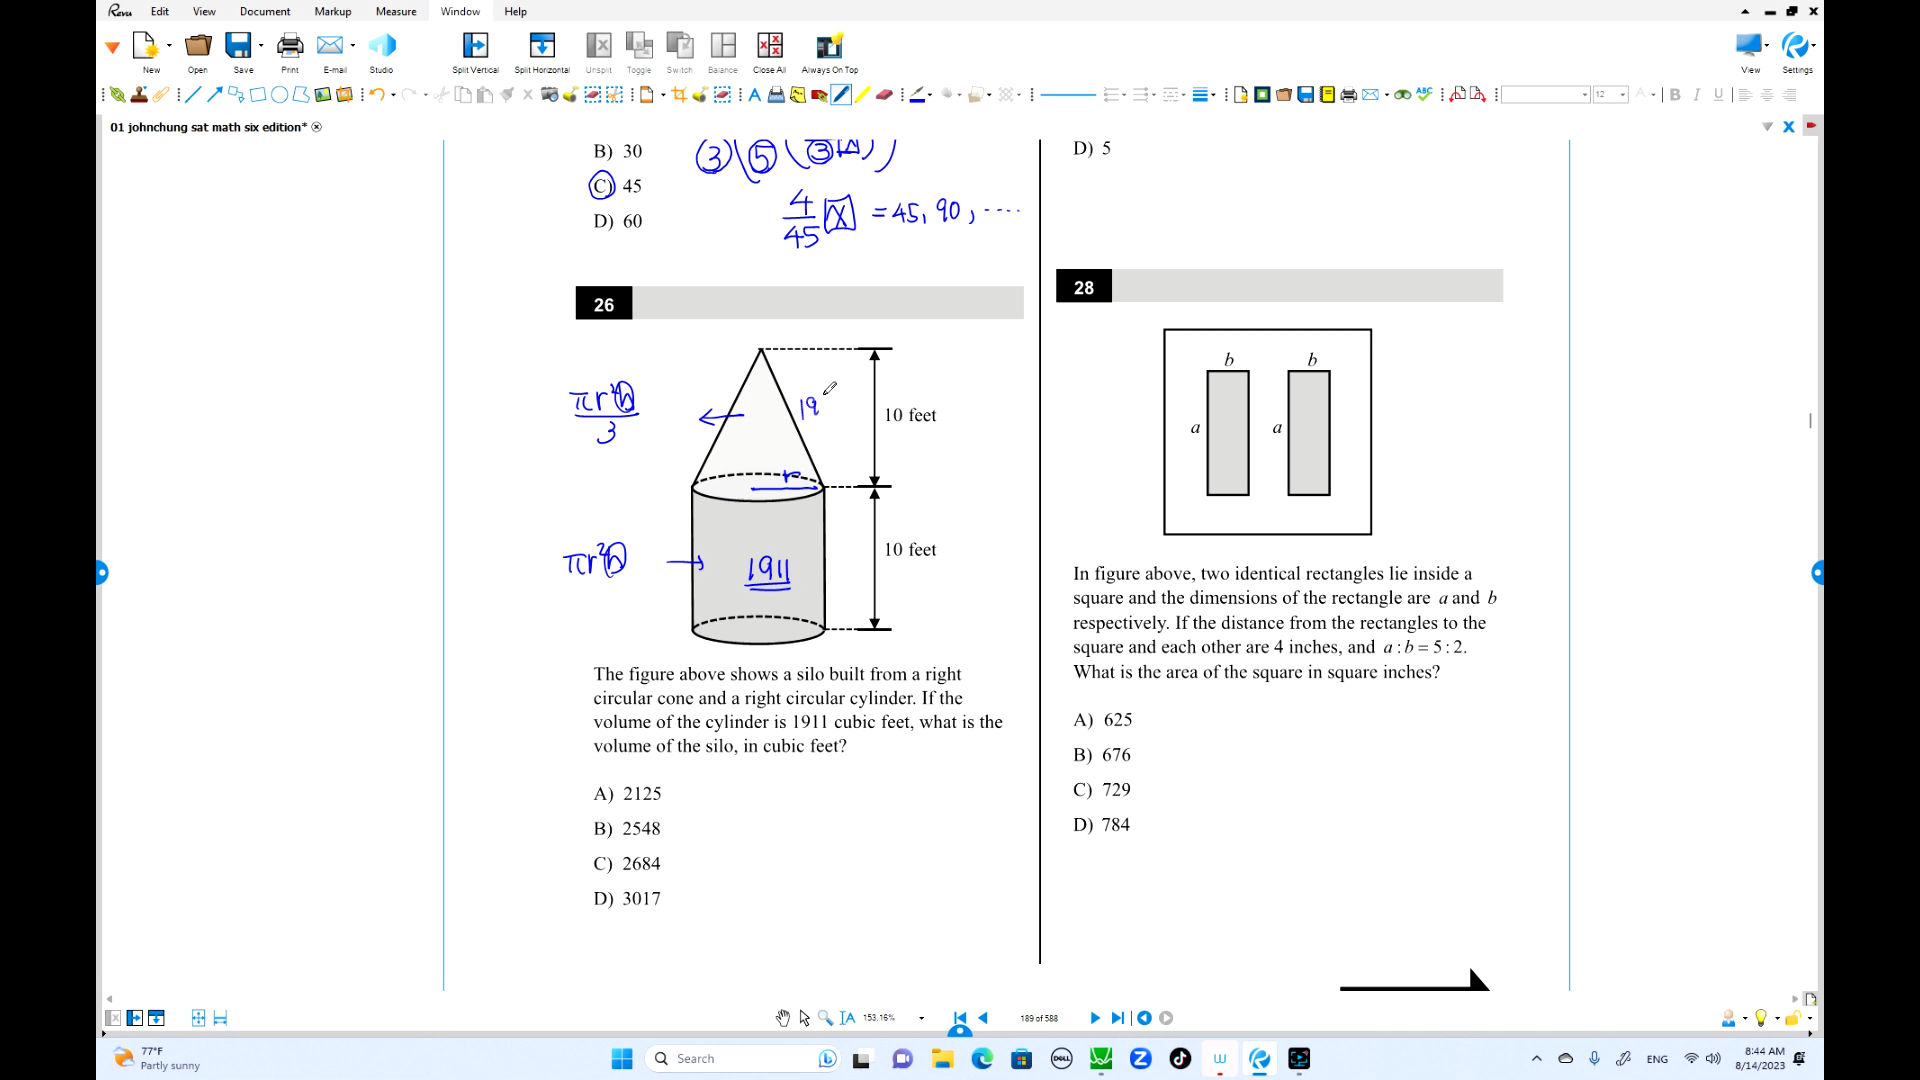 Revu Edit View Document Markup Measure Window Help
New Open Save Print E-mail Studio Split Vertical Split Horizontal Unsplit Toggle Switch Balance Close All Always On Top View Settings
12
01 johnchung sat math six edition*
B) 30
C) 45
D) 60
(3)(5(3
4/45 x = 45, 90, ....
26
πr²h
3
19
10 feet
r
πr²h
1911
10 feet
The figure above shows a silo built from a right
circular cone and a right circular cylinder. If the
volume of the cylinder is 1911 cubic feet, what is the
volume of the silo, in cubic feet?
A) 2125
B) 2548
C) 2684
D) 3017
D) 5
28
b b
a a
In figure above, two identical rectangles lie inside a
square and the dimensions of the rectangle are a and b
respectively. If the distance from the rectangles to the
square and each other are 4 inches, and a : b = 5 : 2.
What is the area of the square in square inches?
A) 625
B) 676
C) 729
D) 784
153.16% 189 of 588
77°F
Partly sunny
Search
DELL
ENG
8:44 AM
8/14/2023